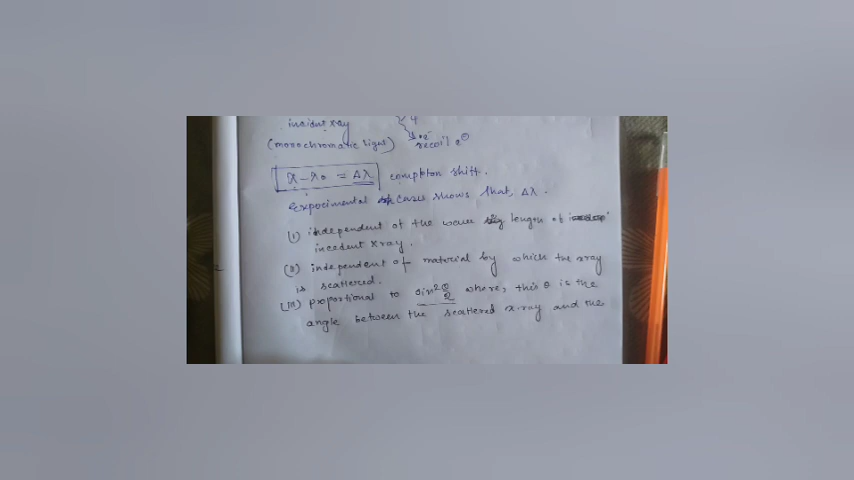 incident xray
(monochromatic light) recoil e⊖
λ - λ₀ = Δλ compton shift.
Experimental cases shows that, Δλ.
(i) independent of the wave length of
incedent xray.
(ii) independent of material by which the xray
is scattered.
(iii) proportional to sin²θ/2 where, this θ is the
angle between the scattered x-ray and the